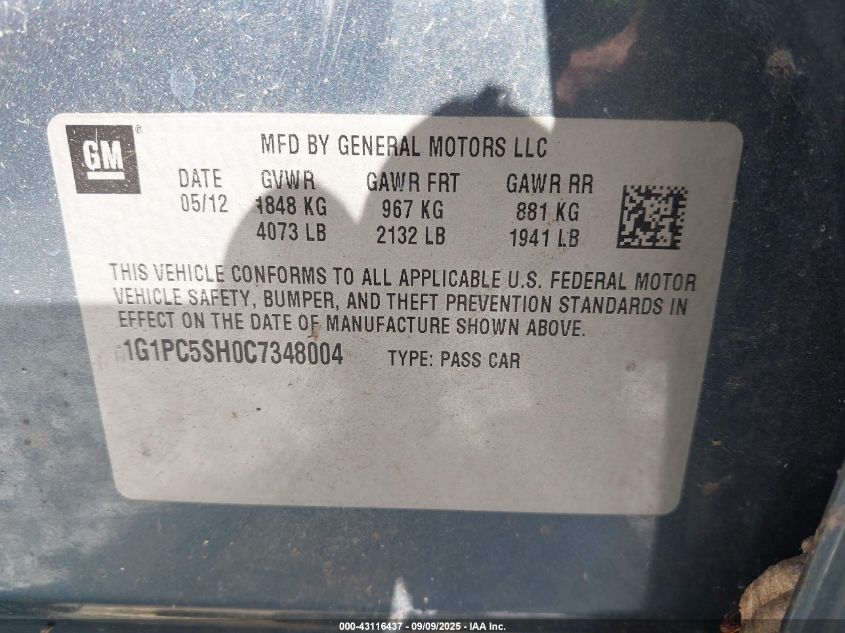 GM
MFD BY GENERAL MOTORS LLC
DATE GVWR GAWR FRT GAWR RR
05/12 1848 KG 967 KG 881 KG
4073 LB 2132 LB 1941 LB
THIS VEHICLE CONFORMS TO ALL APPLICABLE U.S. FEDERAL MOTOR
VEHICLE SAFETY, BUMPER, AND THEFT PREVENTION STANDARDS IN
EFFECT ON THE DATE OF MANUFACTURE SHOWN ABOVE.
1G1PC5SH0C7348004 TYPE: PASS CAR
000-43116437 - 09/09/2025 - IAA Inc.